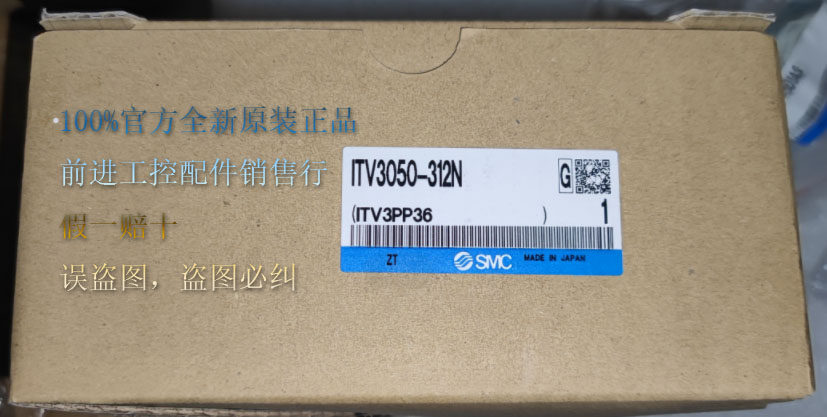 100%官方全新原装正品
前进工控配件销售行
假一赔十
误盗图，盗图必纠
ITV3050-312N
G
(ITV3PP36 ) 1
ZT SMC MADE IN JAPAN